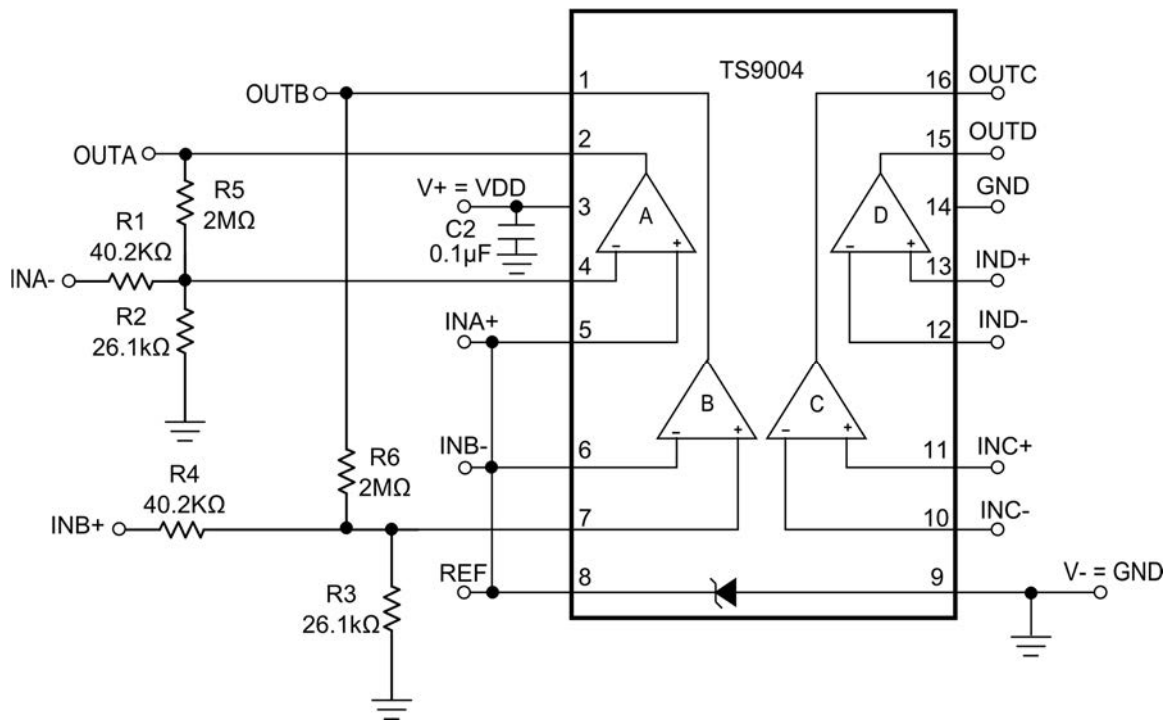 TS9004
OUTB
1
16
OUTC
OUTA
2
15
OUTD
R5
2MΩ
V+ = VDD
3
A
D
14
GND
C2
0.1µF
R1
40.2KΩ
INA-
4
-
+
-
+
13
IND+
R2
26.1kΩ
INA+
5
12
IND-
B
C
INB-
6
-
+
-
+
11
INC+
R6
2MΩ
R4
40.2KΩ
INB+
7
10
INC-
REF
8
9
V- = GND
R3
26.1kΩ